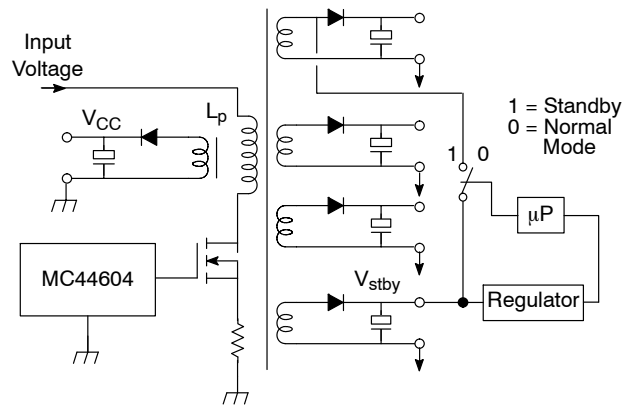 Input
Voltage
V_CC
L_p
1 = Standby
0 = Normal
Mode
1 0
µP
MC44604
V_stby
Regulator